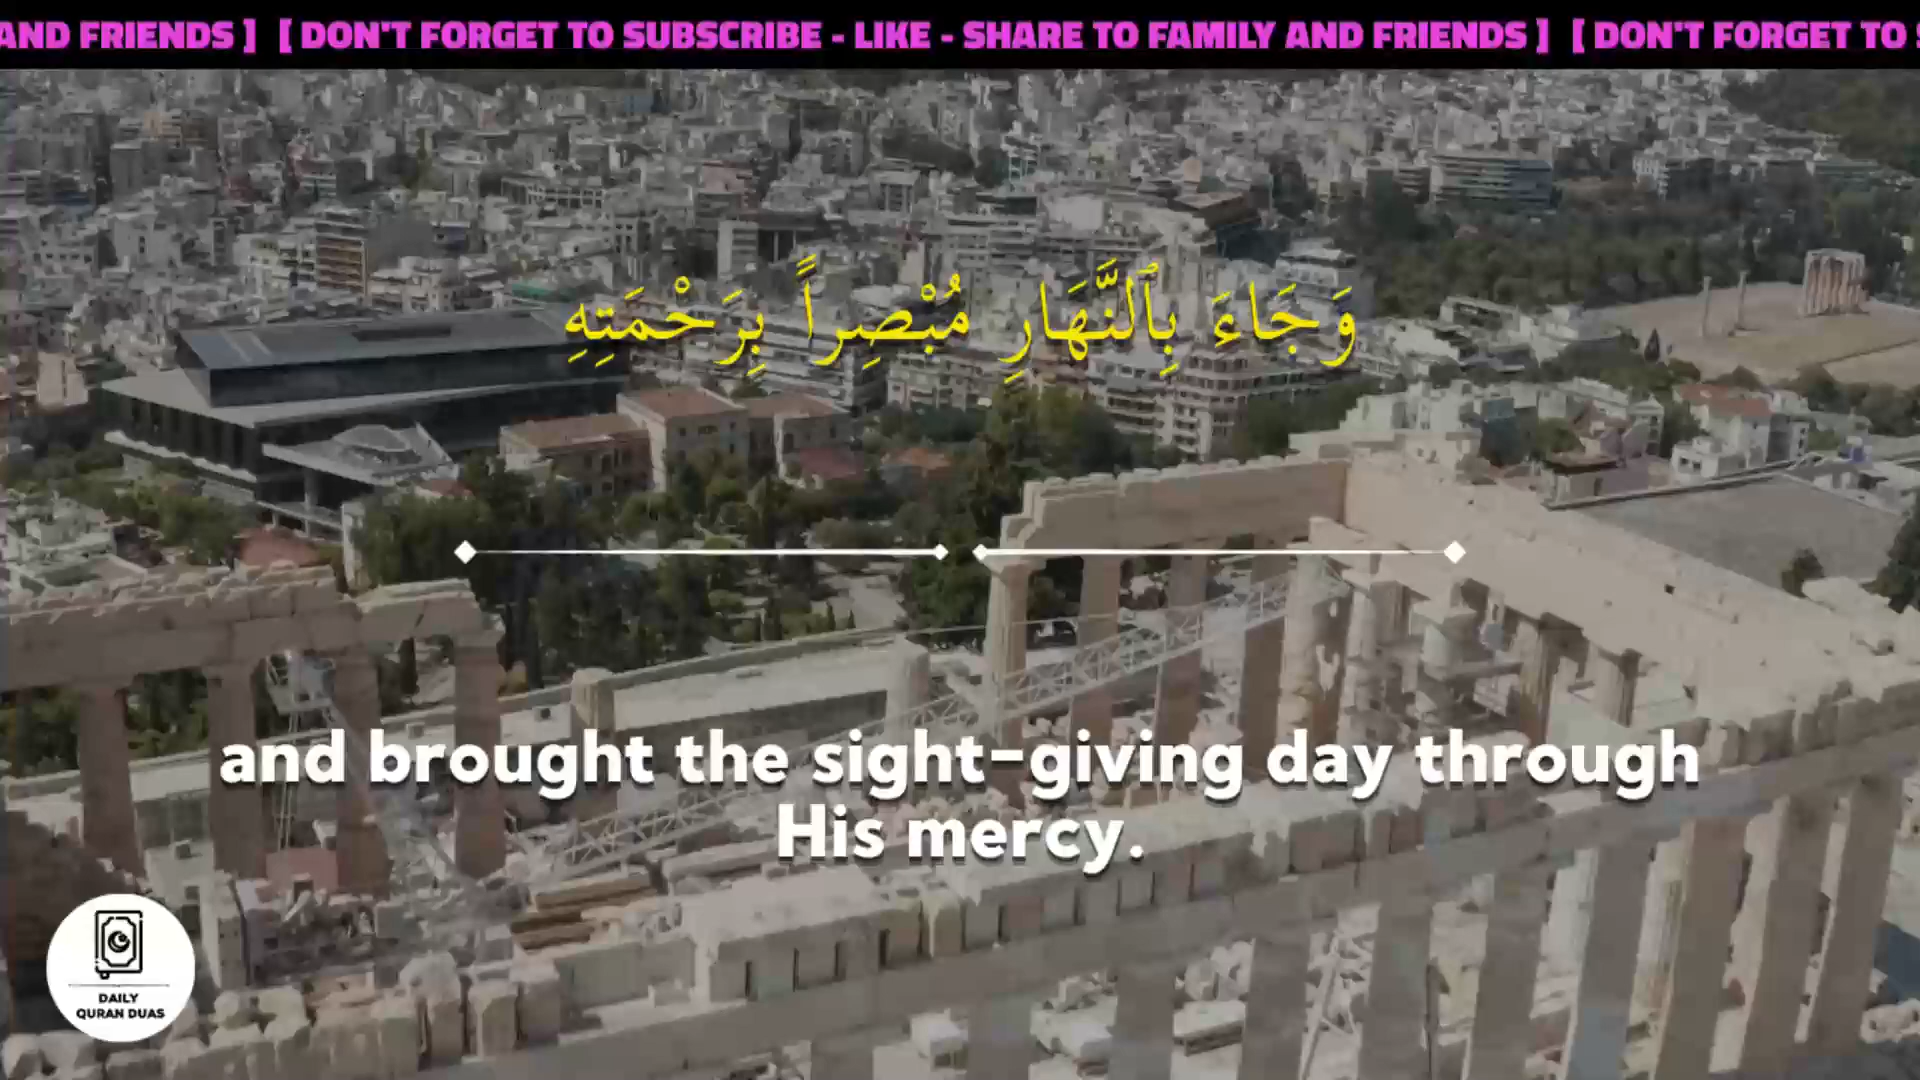 AND FRIENDS ] [ DON'T FORGET TO SUBSCRIBE - LIKE - SHARE TO FAMILY AND FRIENDS ] [ DON'T FORGET TO
وَجَاءَ بِٱلنَّهَارِ مُبْصِراً بِرَحْمَتِهِ
and brought the sight-giving day through
His mercy.
DAILY
QURAN DUAS